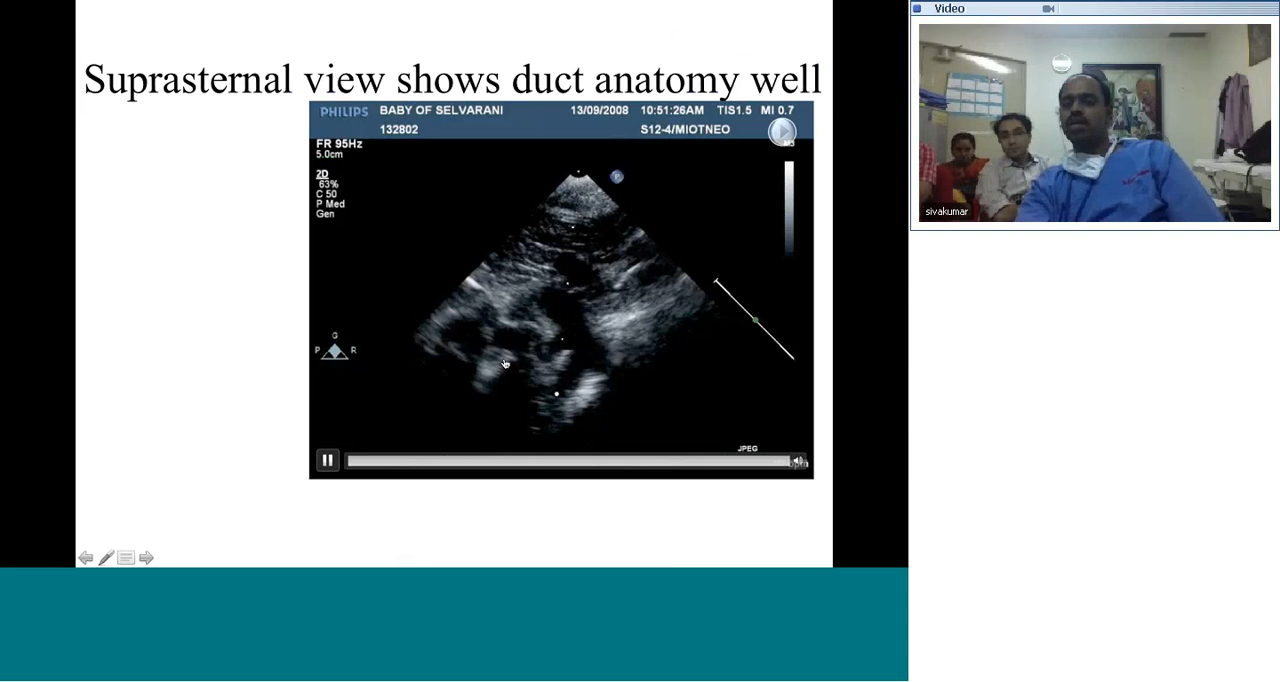 Suprasternal view shows duct anatomy well
PHILIPS BABY OF SELVARANI 13/09/2008 10:51:26AM TIS1.5 MI 0.7
132802 S12-4/MIOTNEO
M3
FR 95Hz
5.0cm
2D
63%
C 50
P Med
Gen
P
G
P R
JPEG
Video
sivakumar